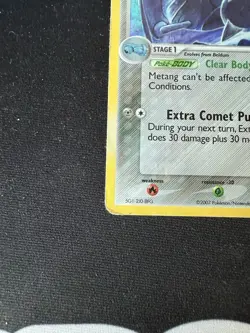 STAGE 1
Evolves from Beldum
Poké-BODY Clear Body
Metang can't be affected
Conditions.
Extra Comet Pu
During your next turn, Ext
does 30 damage plus 30 m
weakness resistance -30
©2007 Pokémon/Nintendo